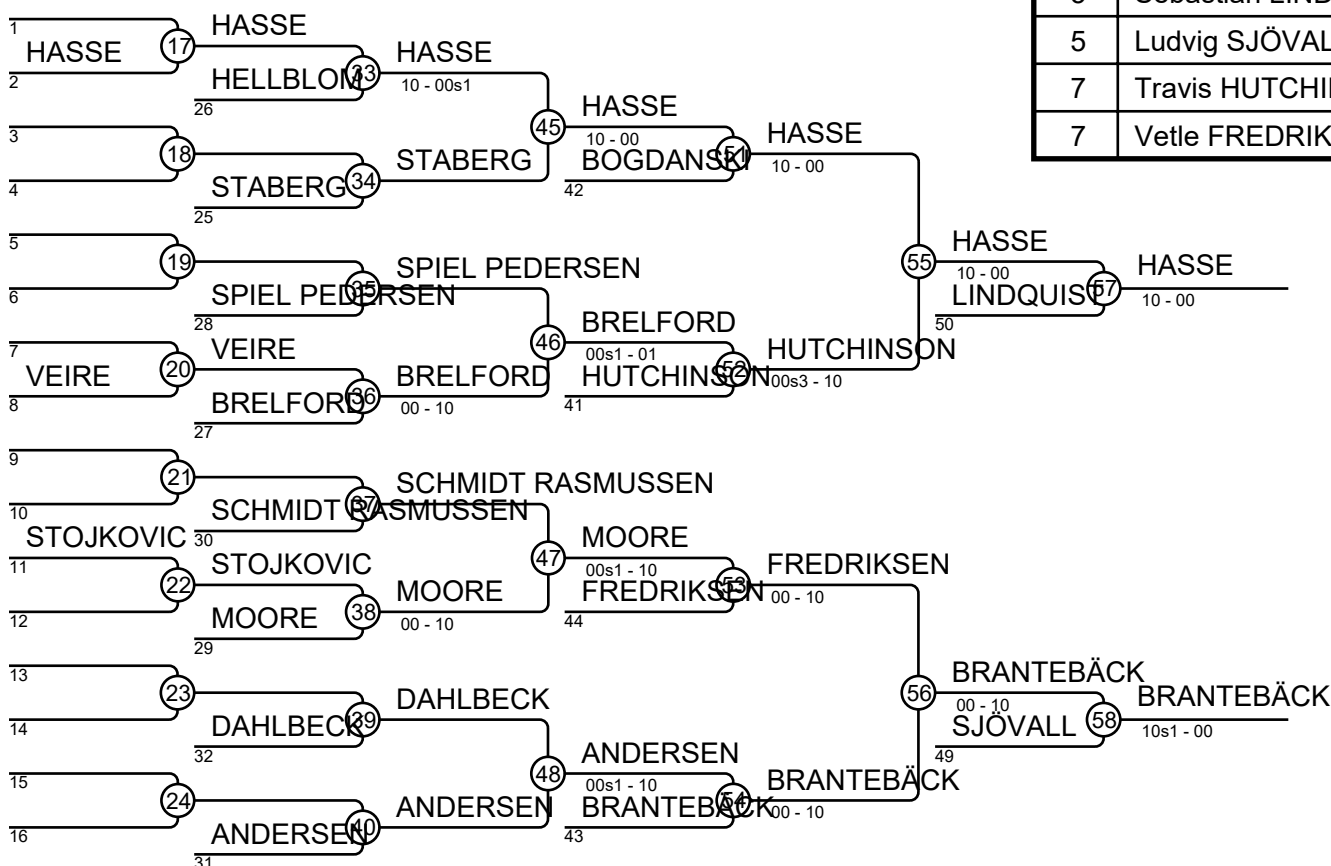 5 Ludvig SJÖVAL
7 Travis HUTCHI
7 Vetle FREDRIK
1
HASSE
2
3
4
5
6
7
VEIRE
8
9
10
STOJKOVIC
11
12
13
14
15
16
17
HASSE
HELLBLOM
26
18
STABERG
25
19
SPIEL PEDERSEN
28
20
VEIRE
BRELFORD
27
21
SCHMIDT RASMUSSEN
30
22
STOJKOVIC
MOORE
29
23
DAHLBECK
32
24
ANDERSEN
31
33
HASSE
10 - 00s1
34
STABERG
35
SPIEL PEDERSEN
36
BRELFORD
00 - 10
37
SCHMIDT RASMUSSEN
38
MOORE
00 - 10
39
DAHLBECK
40
ANDERSEN
45
HASSE
10 - 00
BOGDANSKI
42
46
BRELFORD
00s1 - 01
HUTCHINSON
41
47
MOORE
00s1 - 10
FREDRIKSEN
44
48
ANDERSEN
00s1 - 10
BRANTEBÄCK
43
51
HASSE
10 - 00
52
HUTCHINSON
00s3 - 10
53
FREDRIKSEN
00 - 10
54
BRANTEBÄCK
00 - 10
55
HASSE
10 - 00
LINDQUIST
50
56
BRANTEBÄCK
00 - 10
SJÖVALL
49
57
HASSE
10 - 00
58
BRANTEBÄCK
10s1 - 00